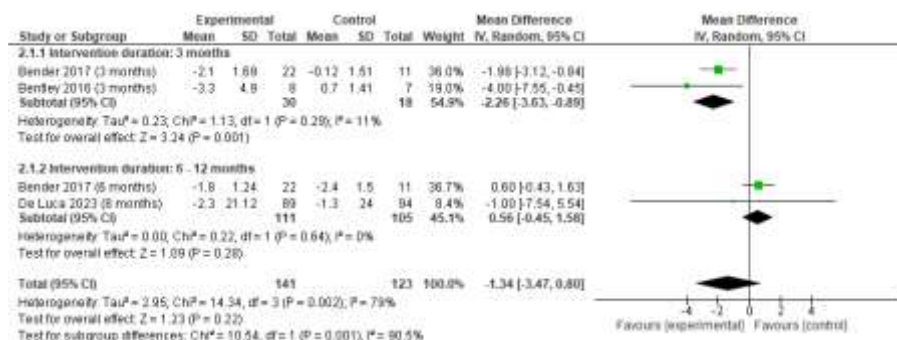 Experimental Control Mean Difference Mean Difference
Study or Subgroup Mean SD Total Mean SD Total Weight IV, Random, 95% CI IV, Random, 95% CI
2.1.1 Intervention duration: 3 months
Bender 2017 (3 months) -2.1 1.69 22 -0.12 1.51 11 36.0% -1.98 [-3.12, -0.84]
Bentley 2016 (3 months) -3.3 4.8 8 0.7 1.41 7 19.0% -4.00 [-7.55, -0.45]
Subtotal (95% CI) 30 18 54.9% -2.26 [-3.63, -0.89]
Heterogeneity: Tau² = 0.23; Chi² = 1.13, df = 1 (P = 0.29); I² = 11%
Test for overall effect: Z = 3.24 (P = 0.001)
2.1.2 Intervention duration: 6 - 12 months
Bender 2017 (6 months) -1.8 1.24 22 -2.4 1.5 11 36.7% 0.60 [-0.43, 1.63]
De Luca 2023 (8 months) -2.3 21.12 89 -1.3 24 94 8.4% -1.00 [-7.54, 5.54]
Subtotal (95% CI) 111 105 45.1% 0.56 [-0.45, 1.58]
Heterogeneity: Tau² = 0.00; Chi² = 0.22, df = 1 (P = 0.64); I² = 0%
Test for overall effect: Z = 1.09 (P = 0.28)
Total (95% CI) 141 123 100.0% -1.34 [-3.47, 0.80]
Heterogeneity: Tau² = 2.95; Chi² = 14.34, df = 3 (P = 0.002); I² = 79%
Test for overall effect: Z = 1.23 (P = 0.22)
Test for subgroup differences: Chi² = 10.54, df = 1 (P = 0.001), I² = 90.5%
-4 -2 0 2 4
Favours [experimental] Favours [control]